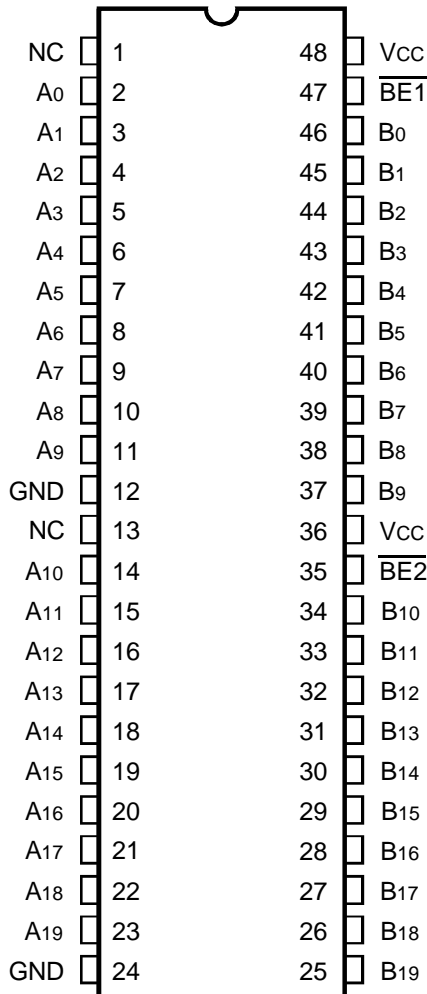 NC 1 48 VCC
A0 2 47 BE1
A1 3 46 B0
A2 4 45 B1
A3 5 44 B2
A4 6 43 B3
A5 7 42 B4
A6 8 41 B5
A7 9 40 B6
A8 10 39 B7
A9 11 38 B8
GND 12 37 B9
NC 13 36 VCC
A10 14 35 BE2
A11 15 34 B10
A12 16 33 B11
A13 17 32 B12
A14 18 31 B13
A15 19 30 B14
A16 20 29 B15
A17 21 28 B16
A18 22 27 B17
A19 23 26 B18
GND 24 25 B19